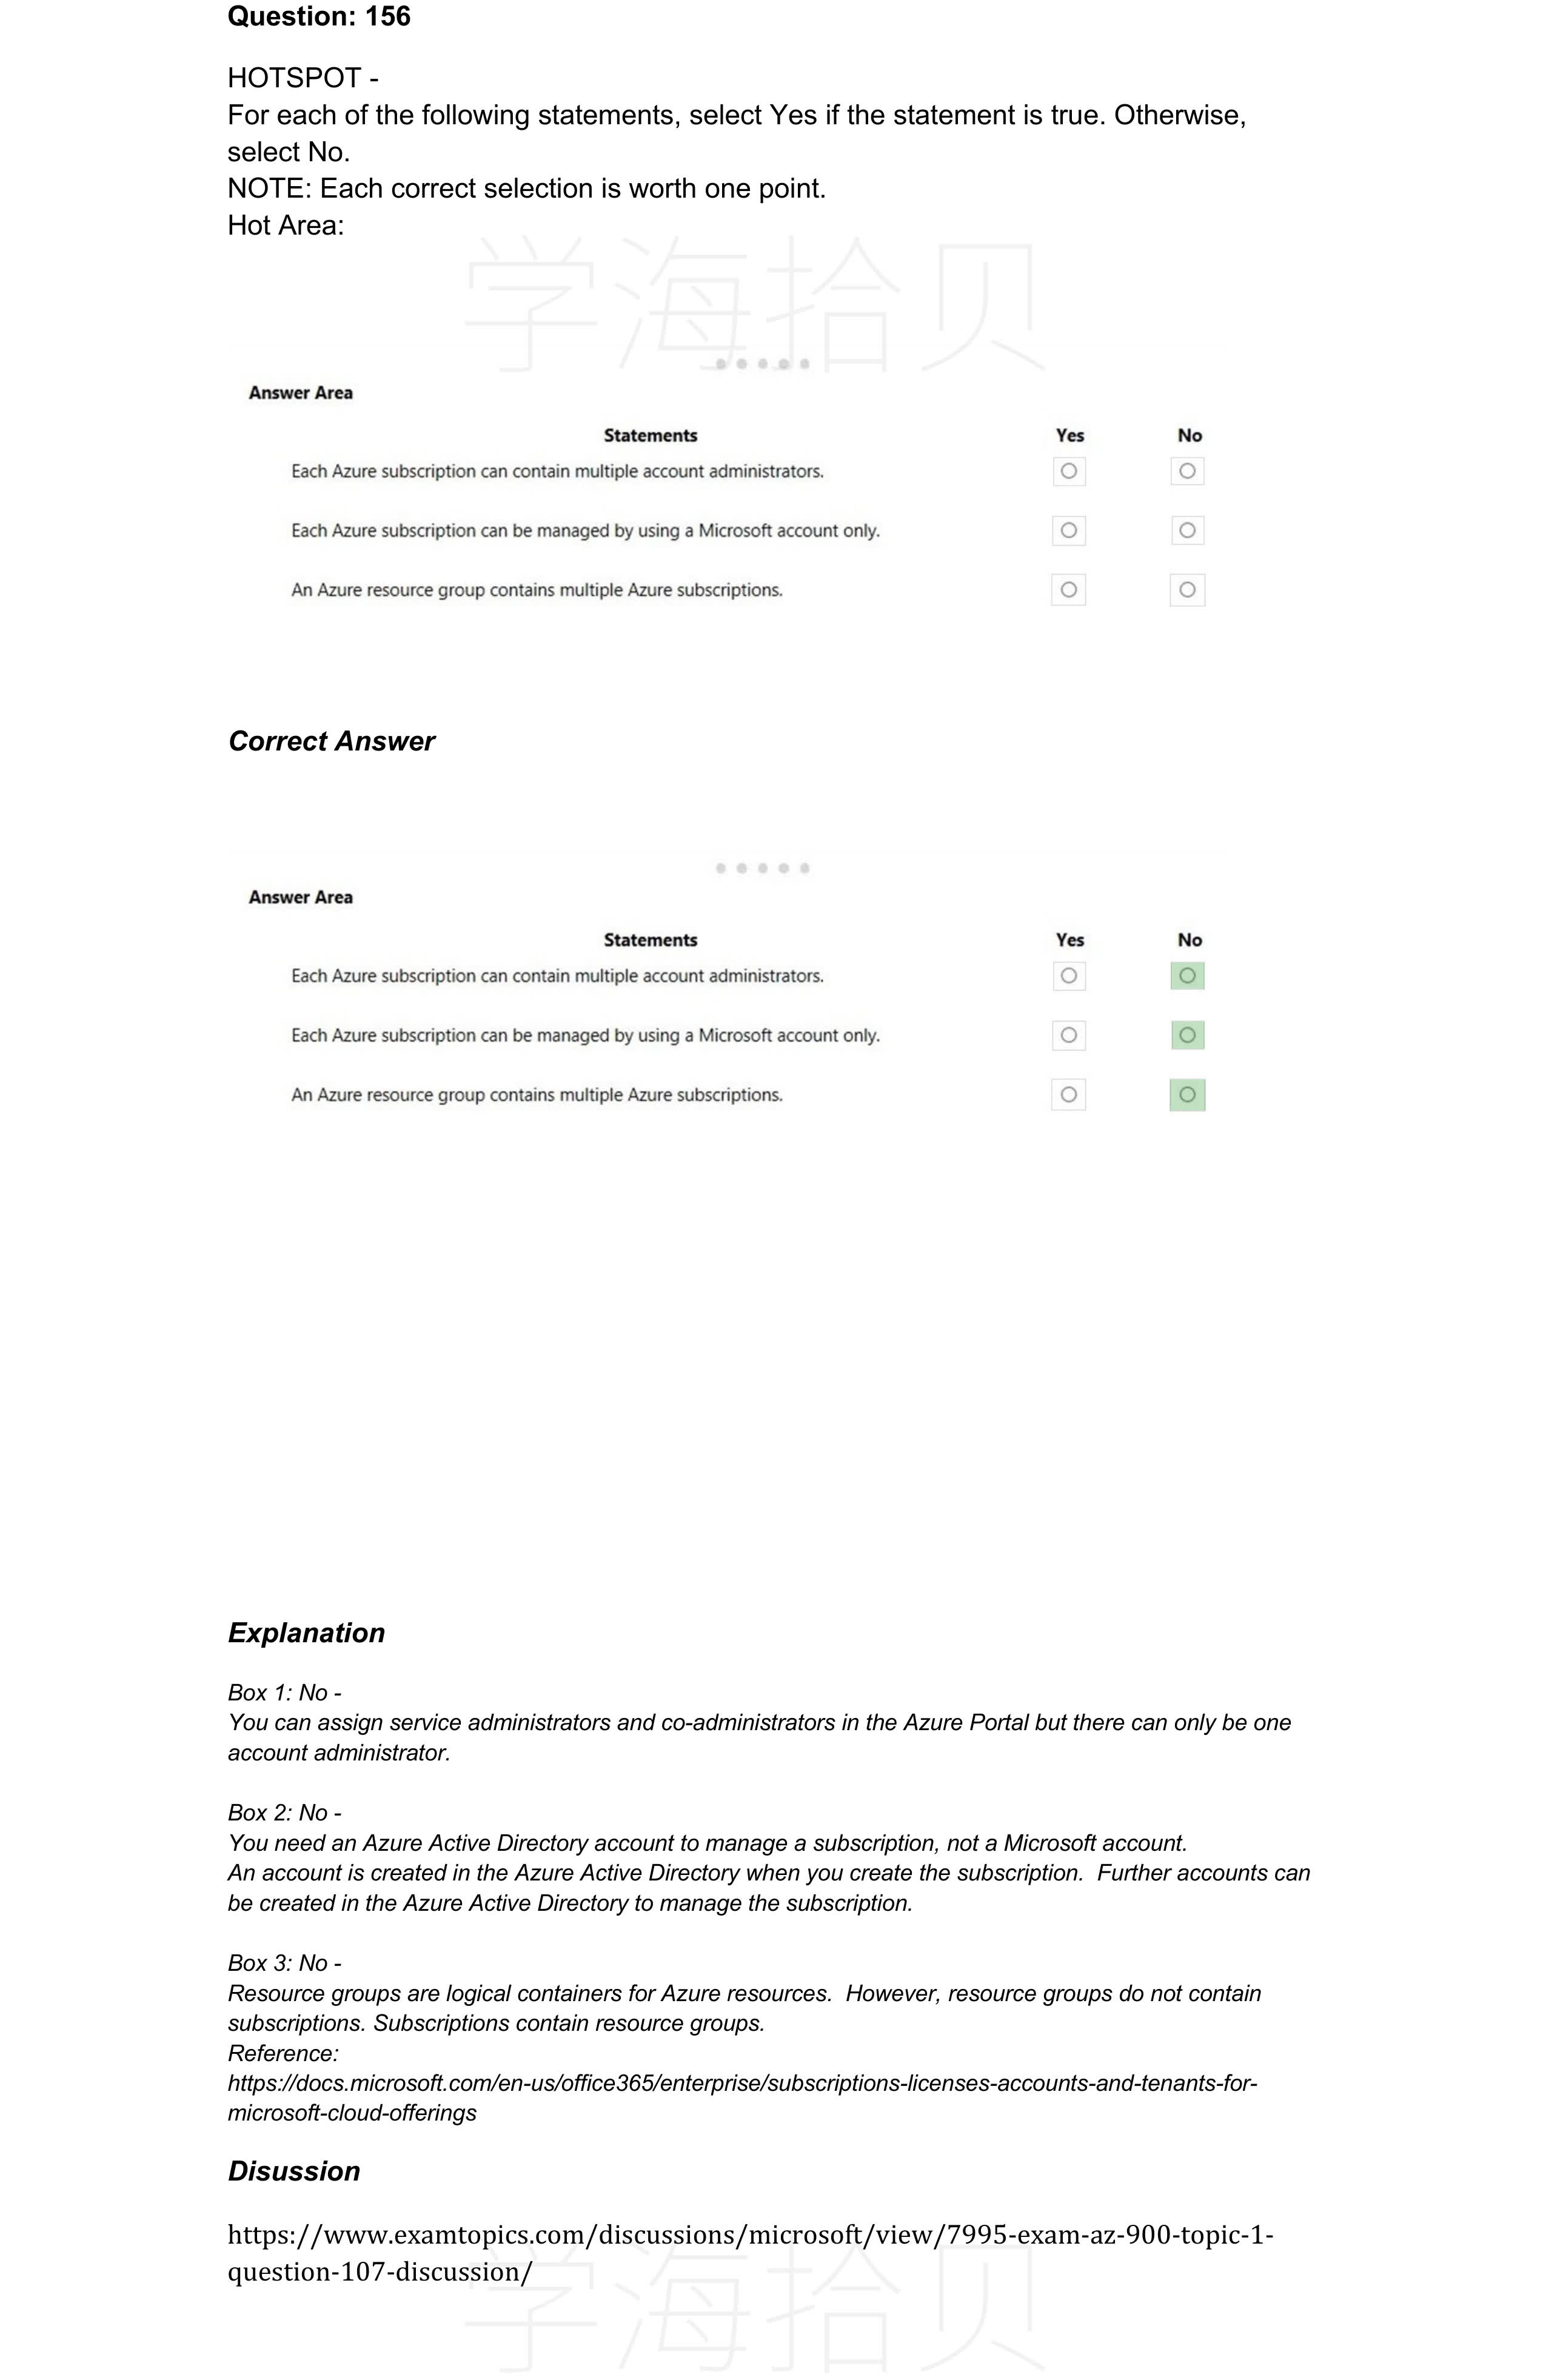 Question: 156
HOTSPOT -
For each of the following statements, select Yes if the statement is true. Otherwise,
select No.
NOTE: Each correct selection is worth one point.
Hot Area:
学海拾贝
Answer Area
Statements Yes No
Each Azure subscription can contain multiple account administrators.
Each Azure subscription can be managed by using a Microsoft account only.
An Azure resource group contains multiple Azure subscriptions.
Correct Answer
Answer Area
Statements Yes No
Each Azure subscription can contain multiple account administrators.
Each Azure subscription can be managed by using a Microsoft account only.
An Azure resource group contains multiple Azure subscriptions.
Explanation
Box 1: No -
You can assign service administrators and co-administrators in the Azure Portal but there can only be one
account administrator.
Box 2: No -
You need an Azure Active Directory account to manage a subscription, not a Microsoft account.
An account is created in the Azure Active Directory when you create the subscription.  Further accounts can
be created in the Azure Active Directory to manage the subscription.
Box 3: No -
Resource groups are logical containers for Azure resources.  However, resource groups do not contain
subscriptions. Subscriptions contain resource groups.
Reference:
https://docs.microsoft.com/en-us/office365/enterprise/subscriptions-licenses-accounts-and-tenants-for-
microsoft-cloud-offerings
Disussion
https://www.examtopics.com/discussions/microsoft/view/7995-exam-az-900-topic-1-
question-107-discussion/
学海拾贝